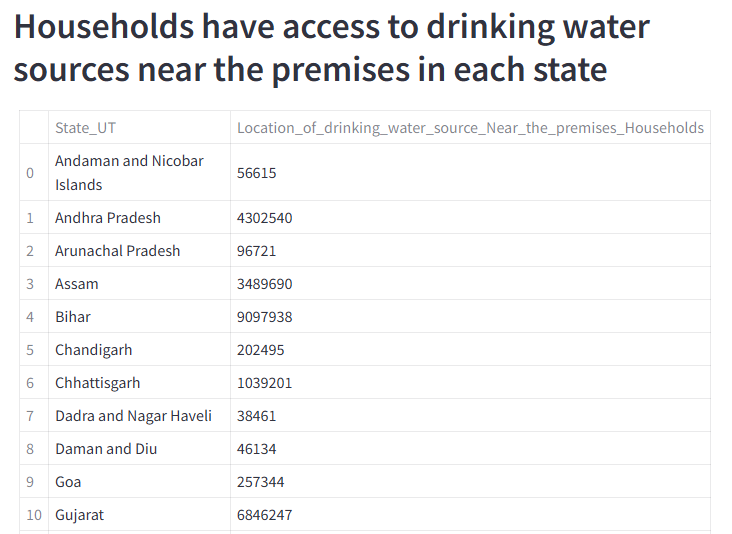 Households have access to drinking water
sources near the premises in each state
State_UT Location_of_drinking_water_source_Near_the_premises_Households
0 Andaman and Nicobar Islands 56615
1 Andhra Pradesh 4302540
2 Arunachal Pradesh 96721
3 Assam 3489690
4 Bihar 9097938
5 Chandigarh 202495
6 Chhattisgarh 1039201
7 Dadra and Nagar Haveli 38461
8 Daman and Diu 46134
9 Goa 257344
10 Gujarat 6846247